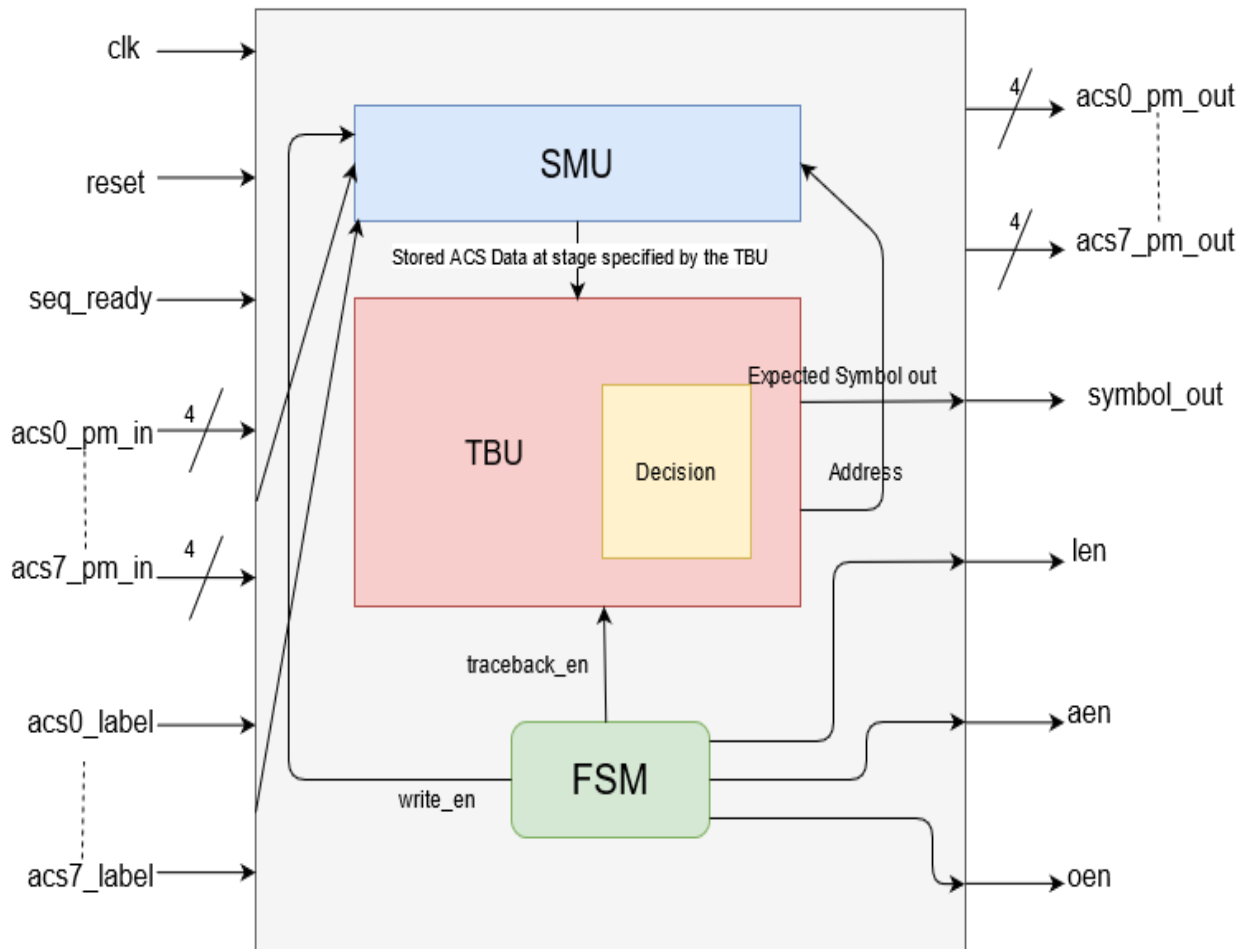 clk
reset
seq_ready
4
acs0_pm_in
4
acs7_pm_in
acs0_label
acs7_label
SMU
Stored ACS Data at stage specified by the TBU
TBU
Decision
Expected Symbol out
Address
traceback_en
FSM
write_en
4
acs0_pm_out
4
acs7_pm_out
symbol_out
len
aen
oen